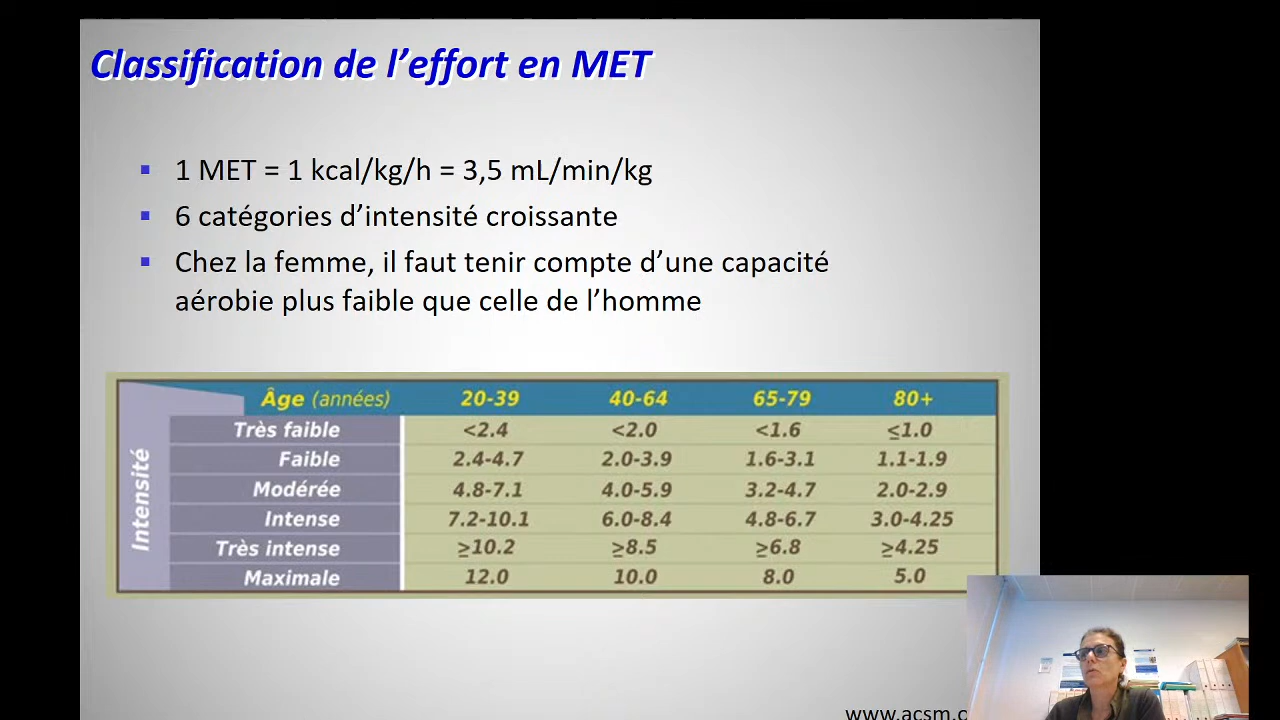 Classification de l’effort en MET
1 MET = 1 kcal/kg/h = 3,5 mL/min/kg
6 catégories d’intensité croissante
Chez la femme, il faut tenir compte d’une capacité
aérobie plus faible que celle de l’homme
Intensité
Âge (années) 20-39 40-64 65-79 80+
Très faible <2.4 <2.0 <1.6 ≤1.0
Faible 2.4-4.7 2.0-3.9 1.6-3.1 1.1-1.9
Modérée 4.8-7.1 4.0-5.9 3.2-4.7 2.0-2.9
Intense 7.2-10.1 6.0-8.4 4.8-6.7 3.0-4.25
Très intense ≥10.2 ≥8.5 ≥6.8 ≥4.25
Maximale 12.0 10.0 8.0 5.0
www.acsm.o